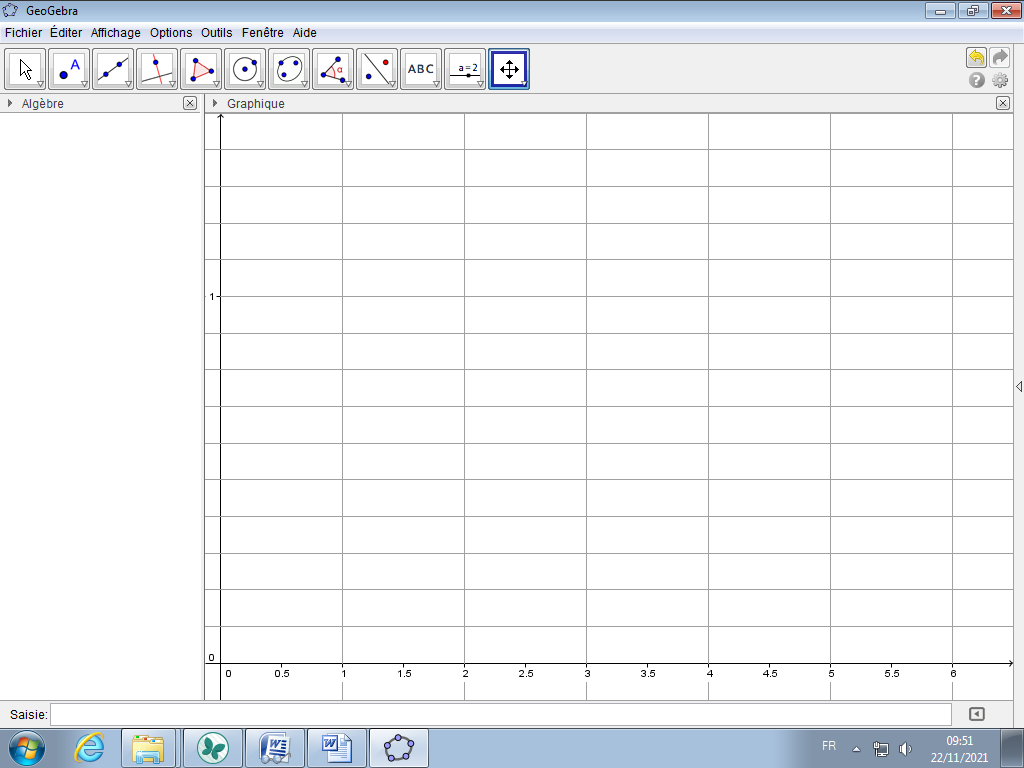 GeoGebra
Fichier Éditer Affichage Options Outils Fenêtre Aide
A α ABC a = 2
Algèbre
Graphique
1
0
0 0.5 1 1.5 2 2.5 3 3.5 4 4.5 5 5.5 6
Saisie:
FR 09:51
22/11/2021